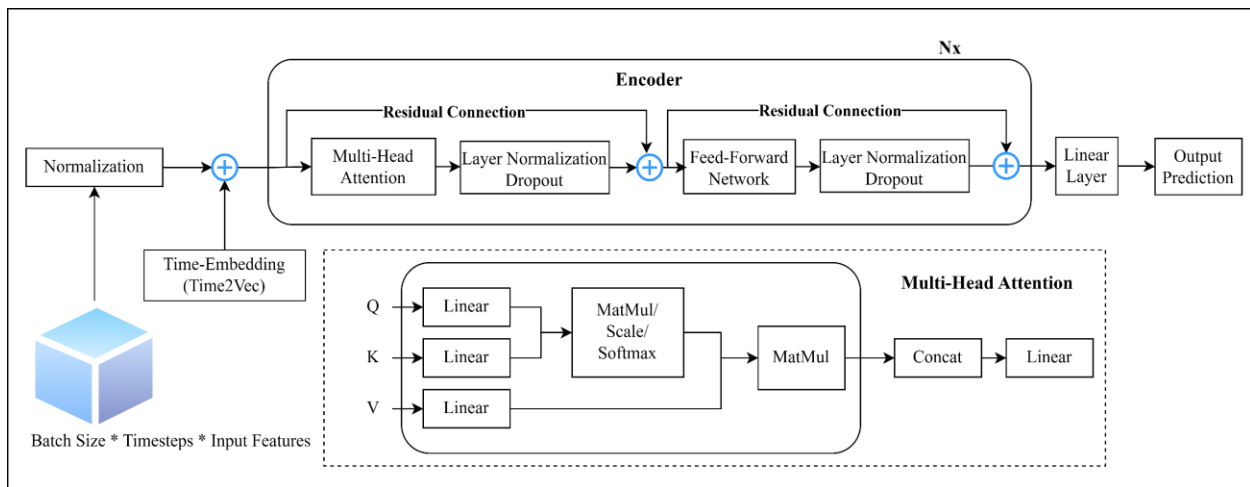 Nx
Encoder
Residual Connection
Residual Connection
Normalization
Multi-Head
Attention
Layer Normalization
Dropout
Feed-Forward
Network
Layer Normalization
Dropout
Linear
Layer
Output
Prediction
Time-Embedding
(Time2Vec)
Batch Size * Timesteps * Input Features
Multi-Head Attention
Q
Linear
K
Linear
V
Linear
MatMul/
Scale/
Softmax
MatMul
Concat
Linear